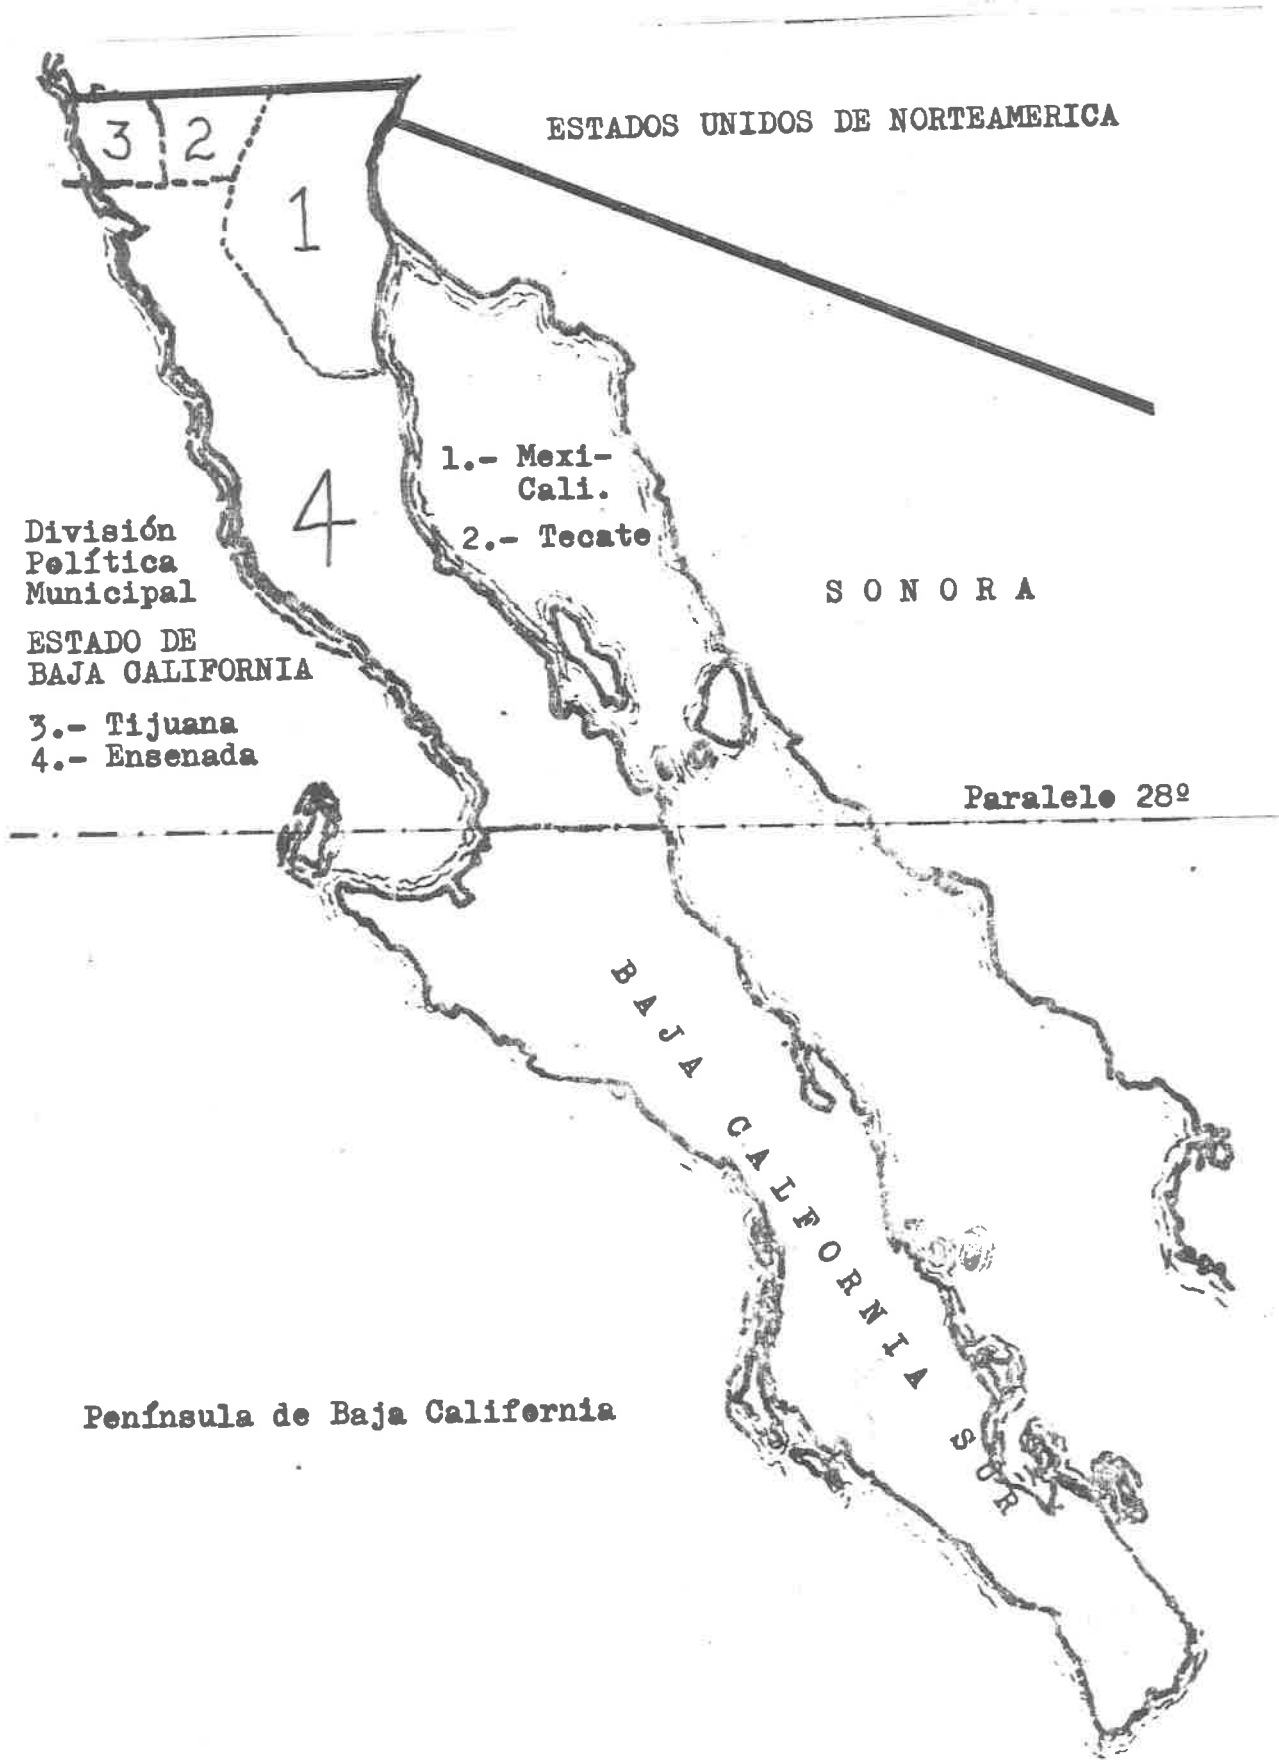 ESTADOS UNIDOS DE NORTEAMERICA
3
2
1
1.- Mexi-
Cali.
2.- Tecate
4
División
Política
Municipal
ESTADO DE
BAJA CALIFORNIA
3.- Tijuana
4.- Ensenada
SONORA
Paralelo 28º
BAJA CALIFORNIA SUR
Península de Baja California